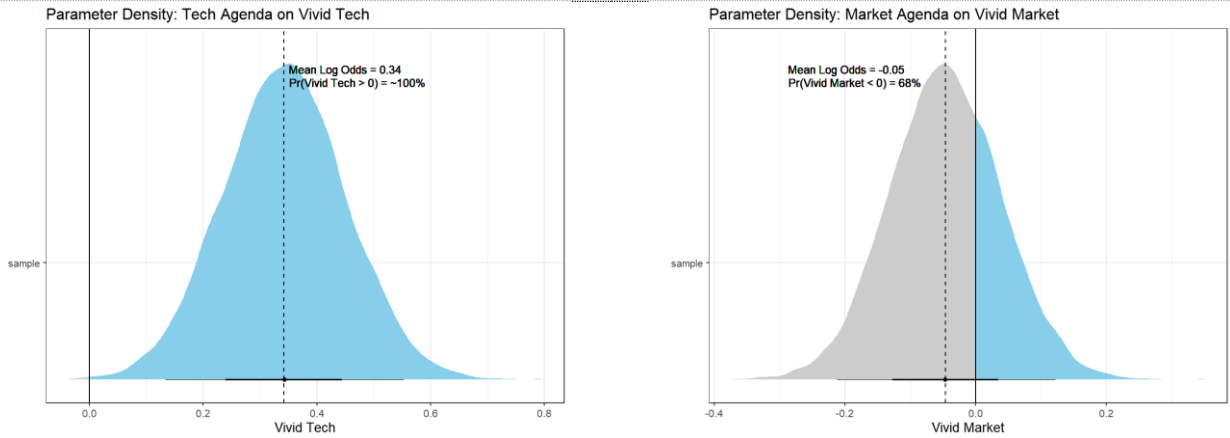 Parameter Density: Tech Agenda on Vivid Tech
Mean Log Odds = 0.34
Pr(Vivid Tech > 0) = ~100%
sample
0.0 0.2 0.4 0.6 0.8
Vivid Tech
Parameter Density: Market Agenda on Vivid Market
Mean Log Odds = -0.05
Pr(Vivid Market < 0) = 68%
sample
-0.4 -0.2 0.0 0.2
Vivid Market